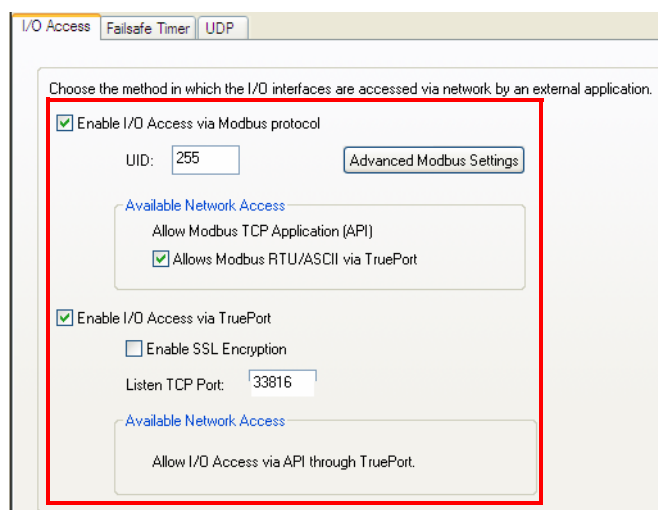 I/O Access Failsafe Timer UDP
Choose the method in which the I/O interfaces are accessed via network by an external application.
Enable I/O Access via Modbus protocol
UID: 255 Advanced Modbus Settings
Available Network Access
Allow Modbus TCP Application (API)
Allows Modbus RTU/ASCII via TruePort
Enable I/O Access via TruePort
Enable SSL Encryption
Listen TCP Port: 33816
Available Network Access
Allow I/O Access via API through TruePort.